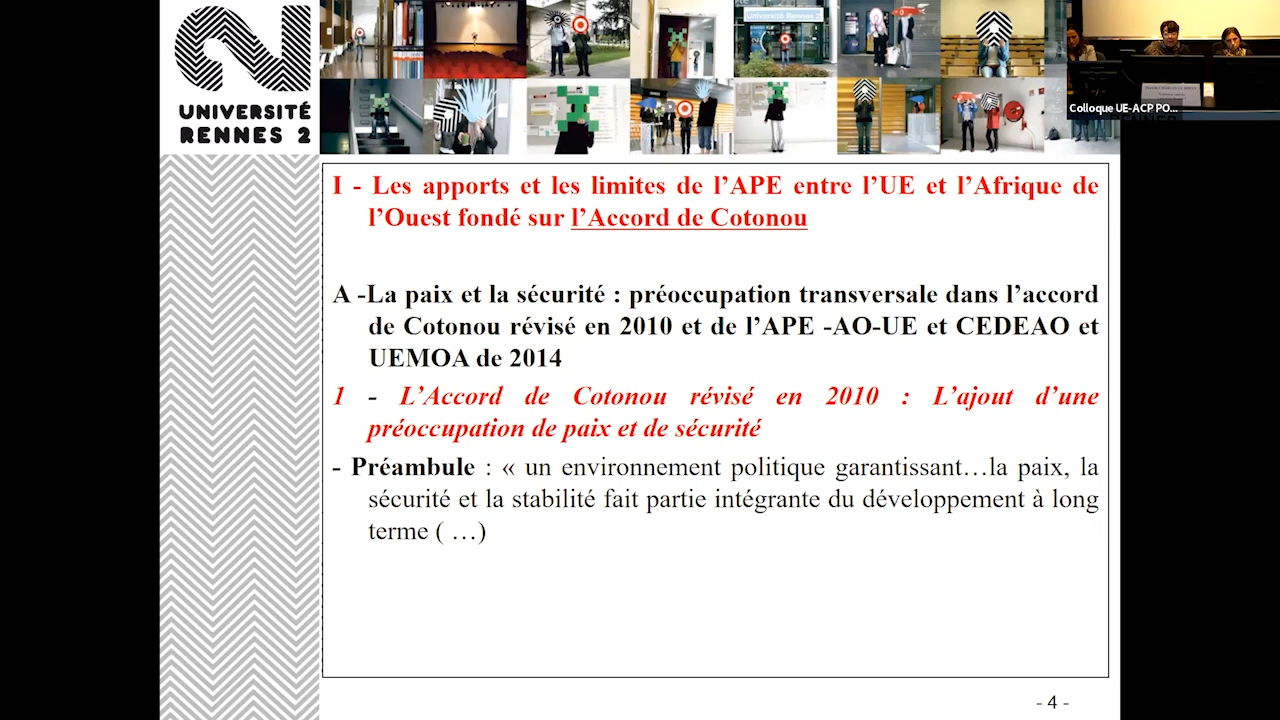 UNIVERSITÉ
RENNES 2
Colloque UE-ACP PO...
I - Les apports et les limites de l’APE entre l’UE et l’Afrique de
l’Ouest fondé sur l’Accord de Cotonou
A -La paix et la sécurité : préoccupation transversale dans l’accord
de Cotonou révisé en 2010 et de l’APE -AO-UE et CEDEAO et
UEMOA de 2014
1 - L’Accord de Cotonou révisé en 2010 : L’ajout d’une
préoccupation de paix et de sécurité
- Préambule : « un environnement politique garantissant…la paix, la
sécurité et la stabilité fait partie intégrante du développement à long
terme ( …)
- 4 -